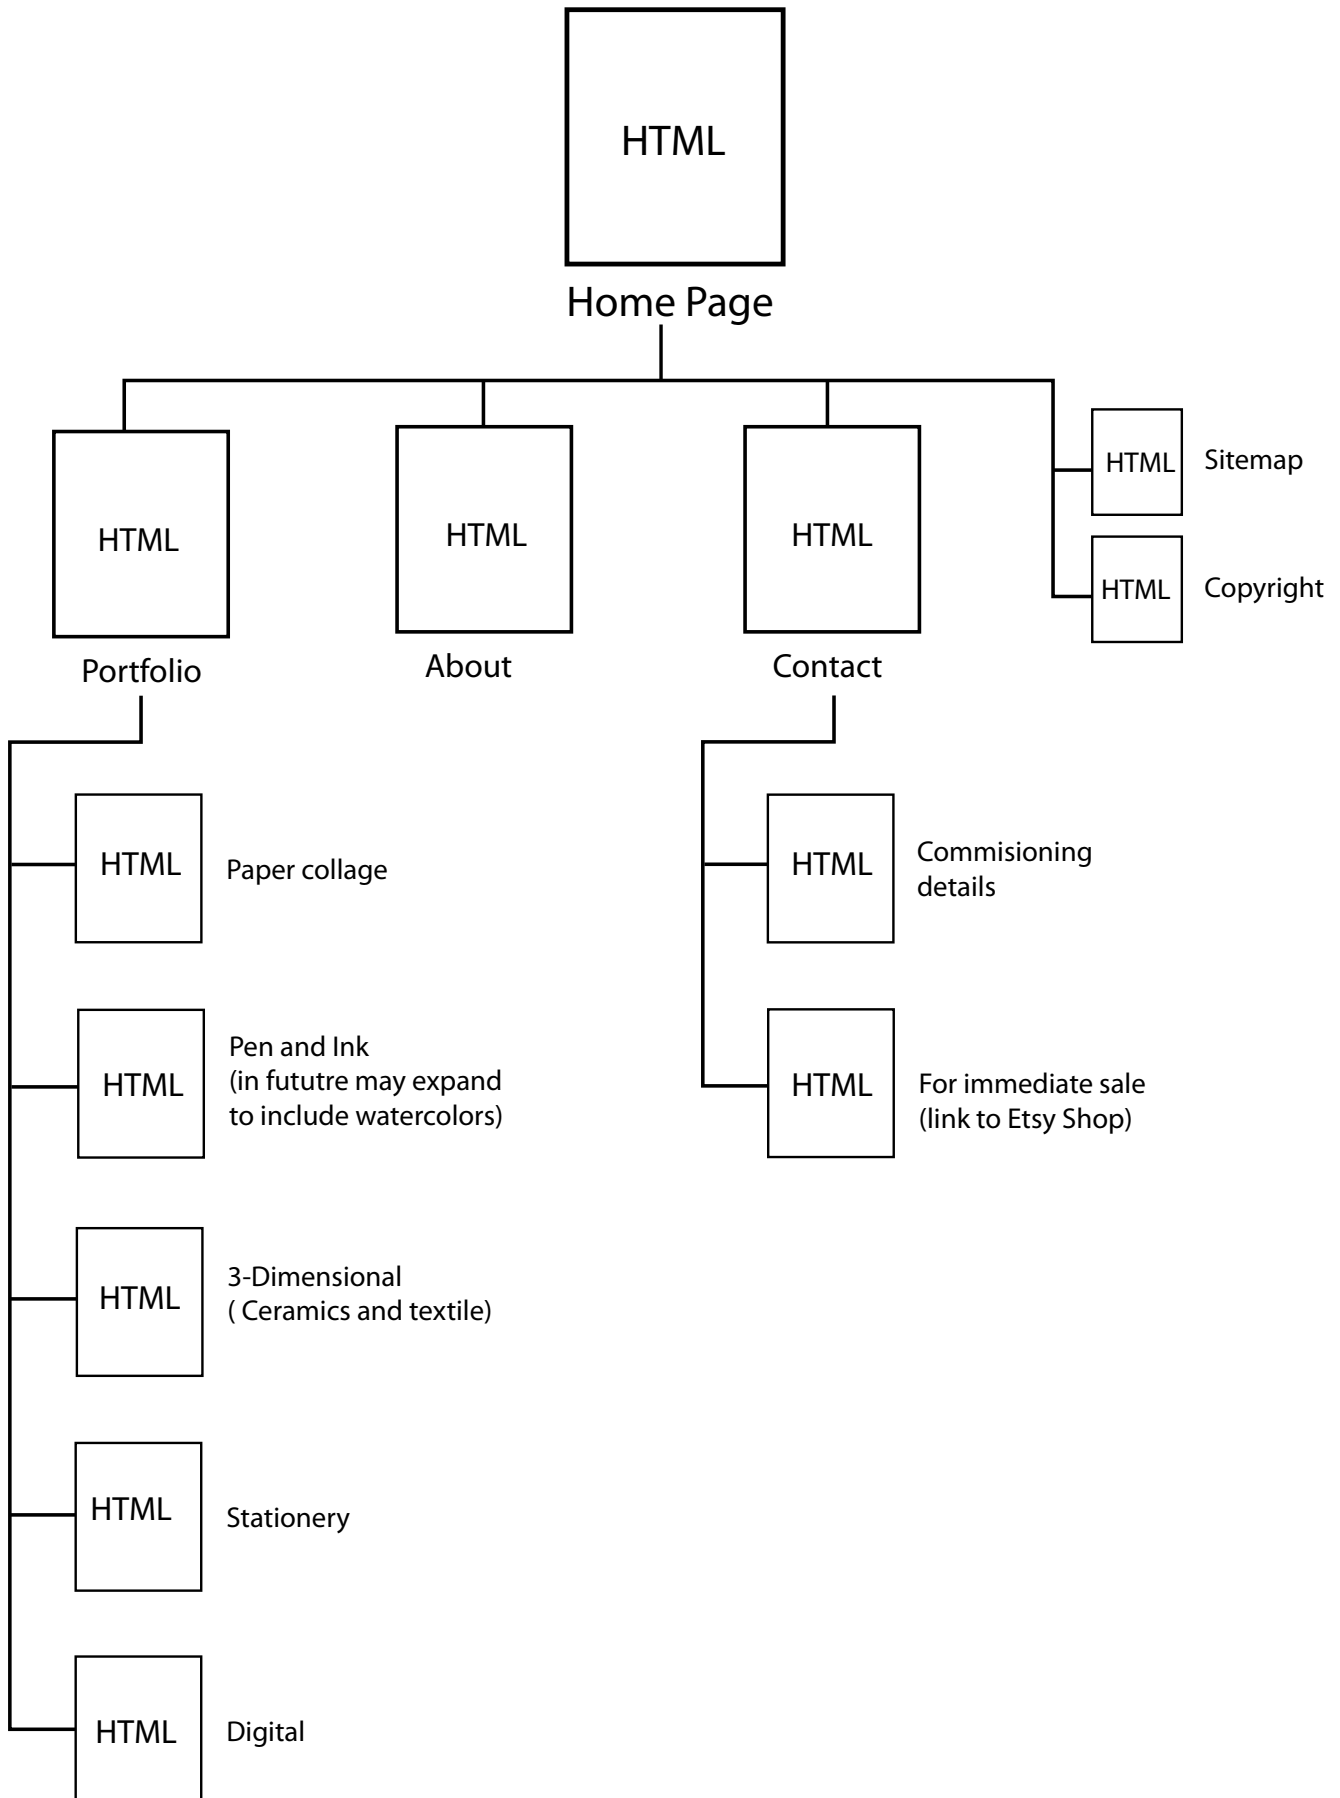 HTML
Home Page
HTML
Portfolio
HTML
About
HTML
Contact
HTML
Sitemap
HTML
Copyright
HTML
Paper collage
HTML
Pen and Ink
(in fututre may expand
to include watercolors)
HTML
3-Dimensional
( Ceramics and textile)
HTML
Stationery
HTML
Digital
HTML
Commisioning
details
HTML
For immediate sale
(link to Etsy Shop)